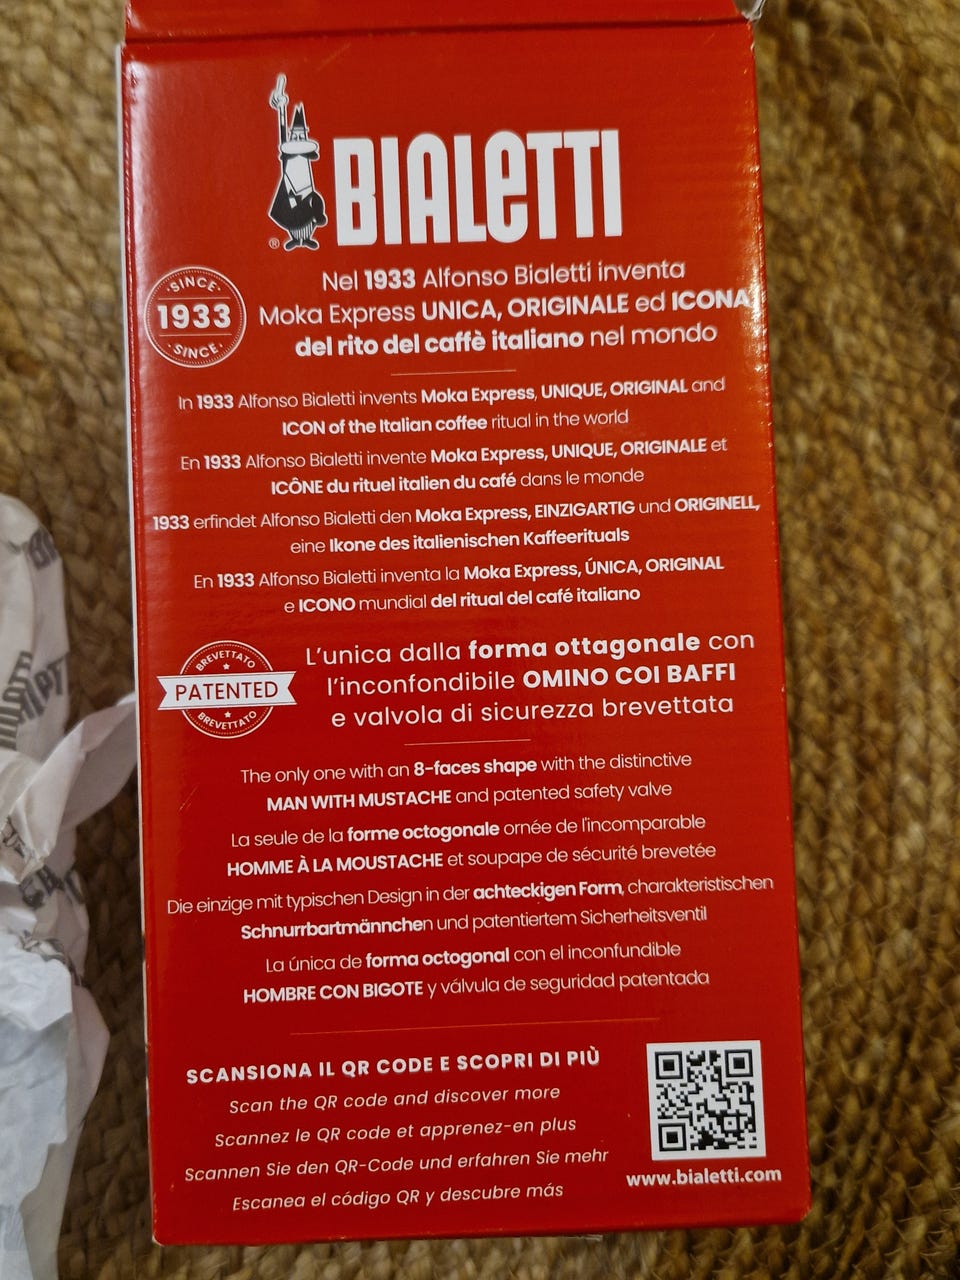 BIALETTI
®
·SINCE·
1933
·SINCE·
Nel 1933 Alfonso Bialetti inventa
Moka Express UNICA, ORIGINALE ed ICONA
del rito del caffè italiano nel mondo
In 1933 Alfonso Bialetti invents Moka Express, UNIQUE, ORIGINAL and
ICON of the Italian coffee ritual in the world
En 1933 Alfonso Bialetti invente Moka Express, UNIQUE, ORIGINALE et
ICÔNE du rituel italien du café dans le monde
1933 erfindet Alfonso Bialetti den Moka Express, EINZIGARTIG und ORIGINELL,
eine Ikone des italienischen Kaffeerituals
En 1933 Alfonso Bialetti inventa la Moka Express, ÚNICA, ORIGINAL
e ICONO mundial del ritual del café italiano
BREVETTATO
PATENTED
BREVETTATO
L'unica dalla forma ottagonale con
l'inconfondibile OMINO COI BAFFI
e valvola di sicurezza brevettata
The only one with an 8-faces shape with the distinctive
MAN WITH MUSTACHE and patented safety valve
La seule de la forme octogonale ornée de l'incomparable
HOMME À LA MOUSTACHE et soupape de sécurité brevetée
Die einzige mit typischen Design in der achteckigen Form, charakteristischen
Schnurrbartmännchen und patentiertem Sicherheitsventil
La única de forma octogonal con el inconfundible
HOMBRE CON BIGOTE y válvula de seguridad patentada
SCANSIONA IL QR CODE E SCOPRI DI PIÙ
Scan the QR code and discover more
Scannez le QR code et apprenez-en plus
Scannen Sie den QR-Code und erfahren Sie mehr
Escanea el código QR y descubre más
www.bialetti.com